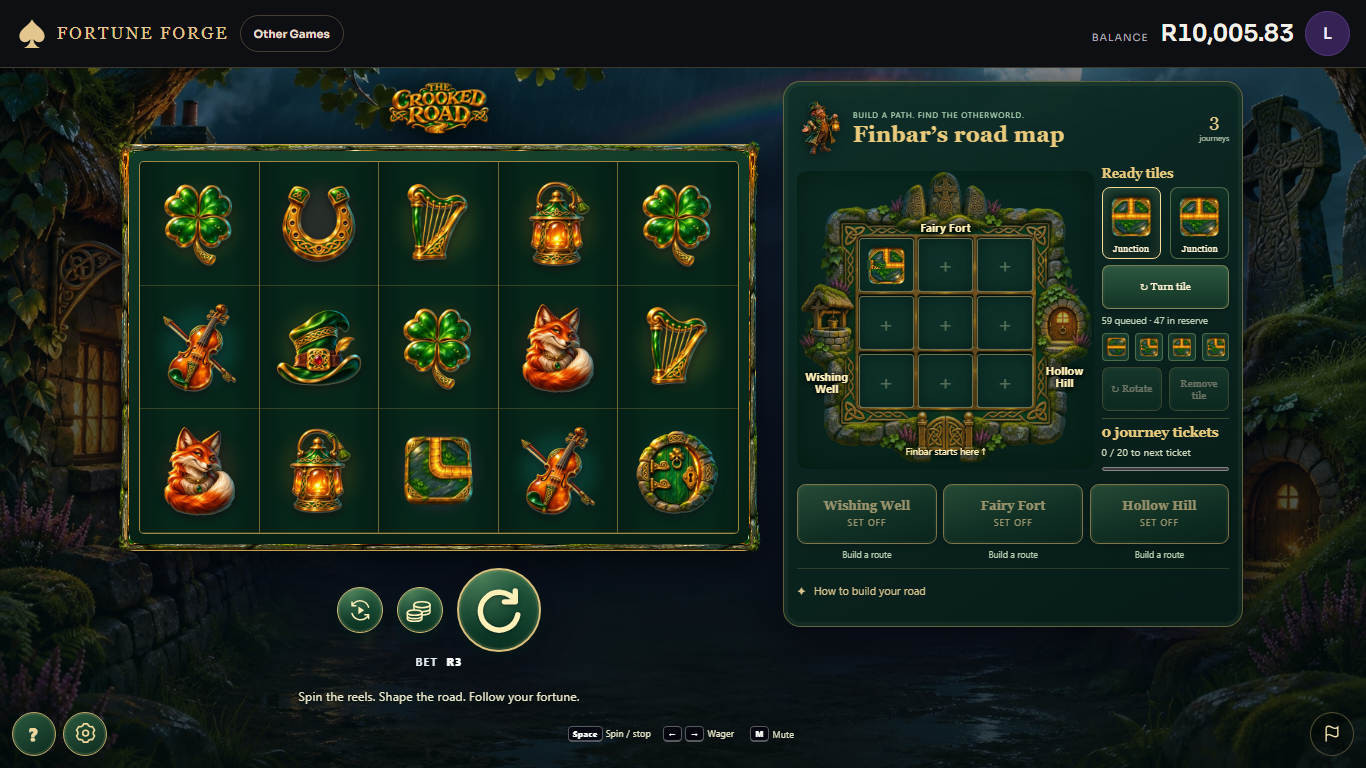 FORTUNE FORGE
Other Games
BALANCE R10,005.83
L
THE
CROOKED
ROAD
BUILD A PATH. FIND THE OTHERWORLD.
Finbar's road map
3
journeys
Ready tiles
Junction
Junction
↻ Turn tile
59 queued · 47 in reserve
↻ Rotate
Remove
tile
0 journey tickets
0 / 20 to next ticket
Fairy Fort
+ +
+ + +
+ + +
Wishing
Well
Hollow
Hill
Finbar starts here ↑
Wishing Well
SET OFF
Build a route
Fairy Fort
SET OFF
Build a route
Hollow Hill
SET OFF
Build a route
✦ How to build your road
BET R3
Spin the reels. Shape the road. Follow your fortune.
?
Space Spin / stop ← → Wager M Mute